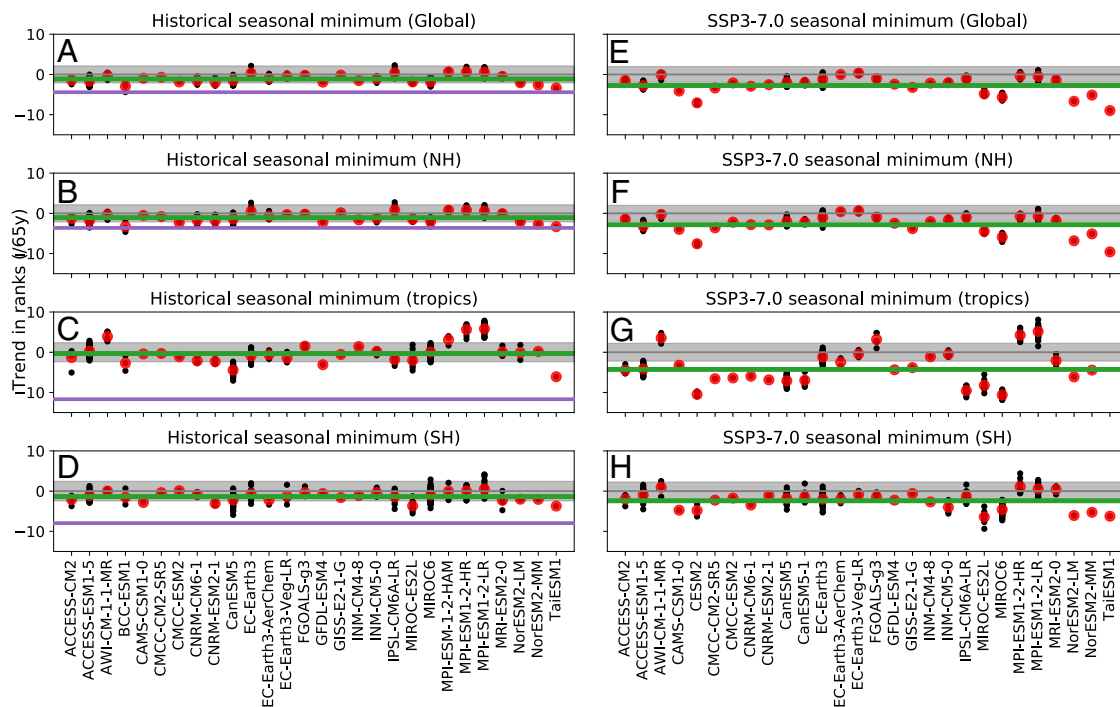 Historical seasonal minimum (Global)
A
10
0
−10
Historical seasonal minimum (NH)
B
10
0
−10
Historical seasonal minimum (tropics)
C
10
0
10
Historical seasonal minimum (SH)
D
10
0
−10
iTrend in ranks (/65y)
ACCESS-CM2
ACCESS-ESM1-5
AWI-CM-1-1-MR
BCC-ESM1
CAMS-CSM1-0
CMCC-CM2-SR5
CMCC-ESM2
CNRM-CM6-1
CNRM-ESM2-1
CanESM5
EC-Earth3
EC-Earth3-AerChem
EC-Earth3-Veg-LR
FGOALS-g3
GFDL-ESM4
GISS-E2-1-G
INM-CM4-8
INM-CM5-0
IPSL-CM6A-LR
MIROC-ES2L
MIROC6
MPI-ESM-1-2-HAM
MPI-ESM1-2-HR
MPI-ESM1-2-LR
MRI-ESM2-0
NorESM2-LM
NorESM2-MM
TaiESM1
SSP3-7.0 seasonal minimum (Global)
E
SSP3-7.0 seasonal minimum (NH)
F
SSP3-7.0 seasonal minimum (tropics)
G
SSP3-7.0 seasonal minimum (SH)
H
ACCESS-CM2
ACCESS-ESM1-5
AWI-CM-1-1-MR
CAMS-CSM1-0
CESM2
CMCC-CM2-SR5
CMCC-ESM2
CNRM-CM6-1
CNRM-ESM2-1
CanESM5
CanESM5-1
EC-Earth3
EC-Earth3-AerChem
EC-Earth3-Veg-LR
FGOALS-g3
GFDL-ESM4
GISS-E2-1-G
INM-CM4-8
INM-CM5-0
IPSL-CM6A-LR
MIROC-ES2L
MIROC6
MPI-ESM1-2-HR
MPI-ESM1-2-LR
MRI-ESM2-0
NorESM2-LM
NorESM2-MM
TaiESM1